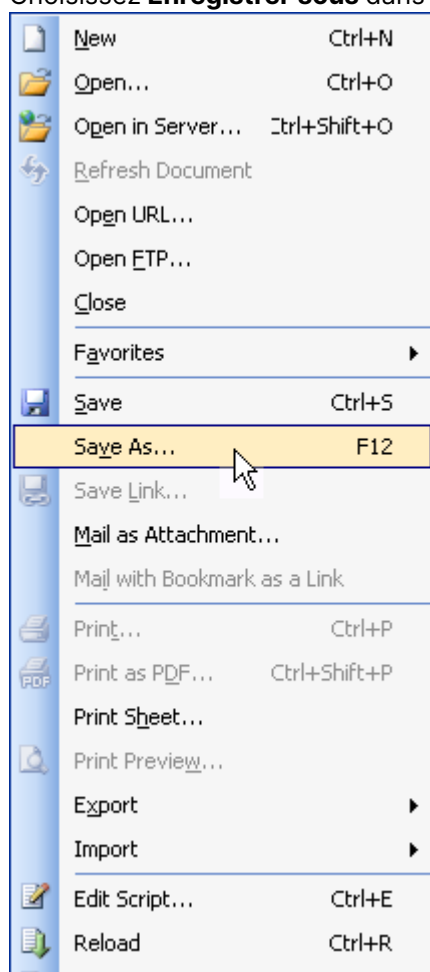 Choisissez Enregistrer sous dans
New Ctrl+N
Open... Ctrl+O
Open in Server... Ctrl+Shift+O
Refresh Document
Open URL...
Open FTP...
Close
Favorites
Save Ctrl+S
Save As... F12
Save Link...
Mail as Attachment...
Mail with Bookmark as a Link
Print... Ctrl+P
PDF Print as PDF... Ctrl+Shift+P
Print Sheet...
Print Preview...
Export
Import
Edit Script... Ctrl+E
Reload Ctrl+R